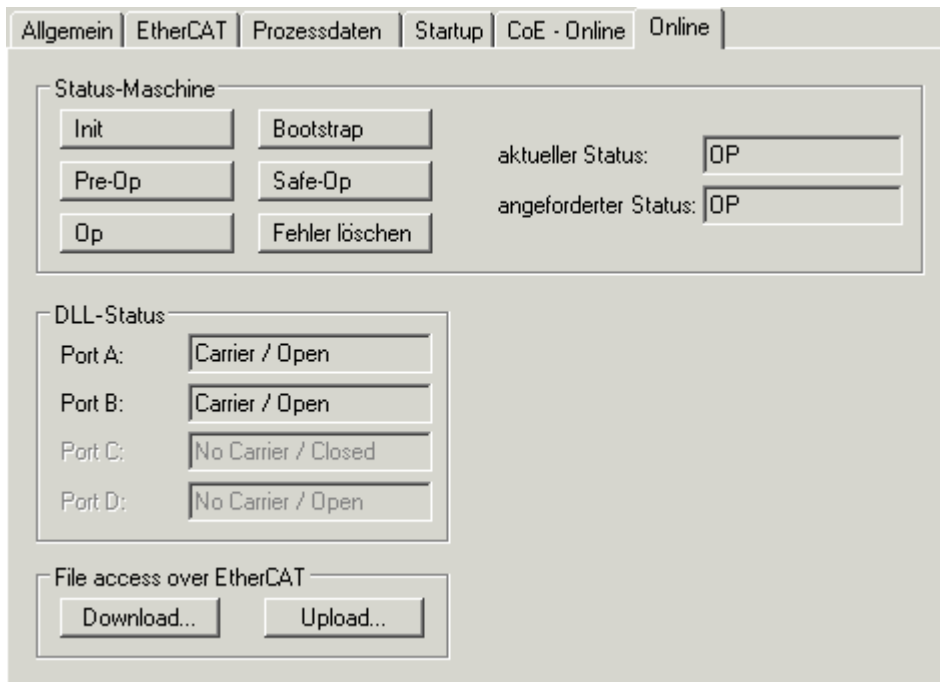 Allgemein EtherCAT Prozessdaten Startup CoE - Online Online
Status-Maschine
Init Bootstrap
aktueller Status: OP
Pre-Op Safe-Op
angeforderter Status: OP
Op Fehler löschen
DLL-Status
Port A: Carrier / Open
Port B: Carrier / Open
Port C: No Carrier / Closed
Port D: No Carrier / Open
File access over EtherCAT
Download... Upload...